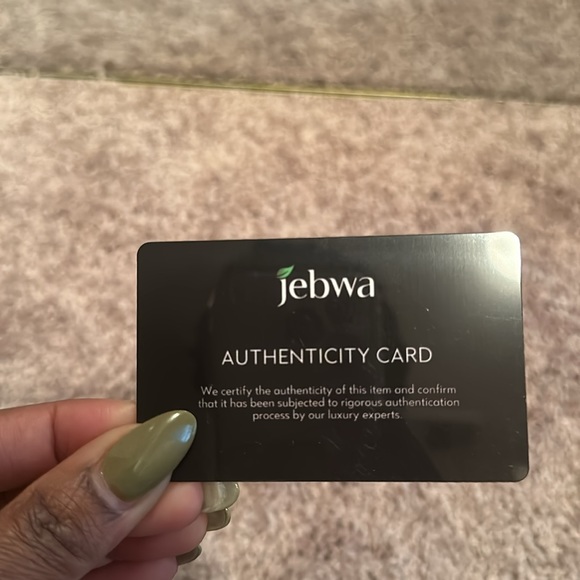 jebwa
AUTHENTICITY CARD
We certify the authenticity of this item and confirm
that it has been subjected to rigorous authentication
process by our luxury experts.